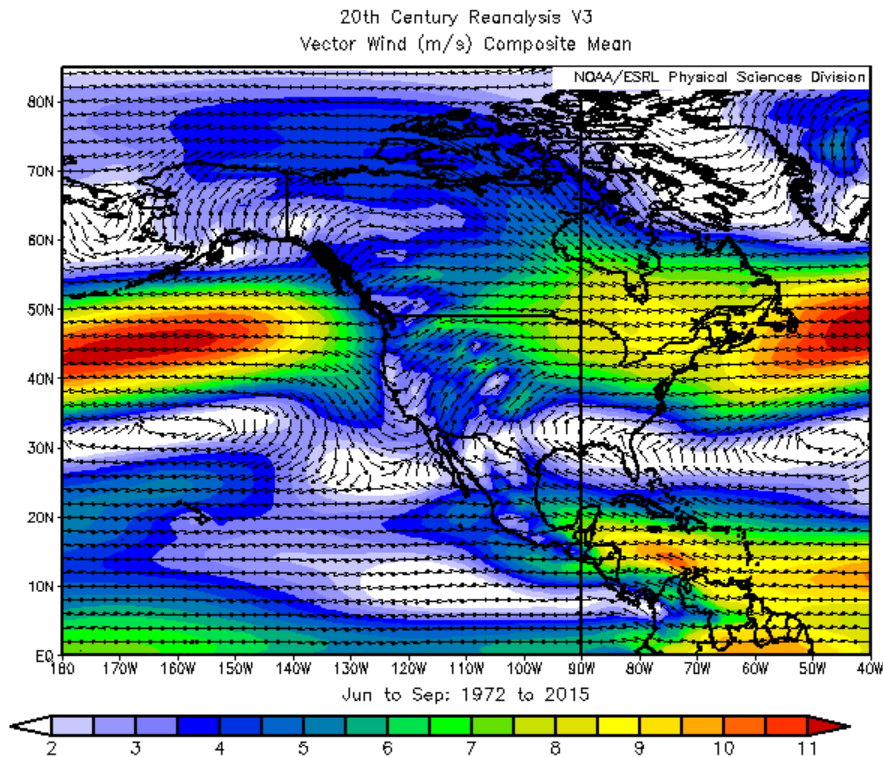 20th Century Reanalysis V3
Vector Wind (m/s) Composite Mean
NOAA/ESRL Physical Sciences Division
80N
70N
60N
50N
40N
30N
20N
10N
EQ
180 170W 160W 150W 140W 130W 120W 110W 100W 90W 80W 70W 60W 50W 40W
Jun to Sep: 1972 to 2015
2 3 4 5 6 7 8 9 10 11